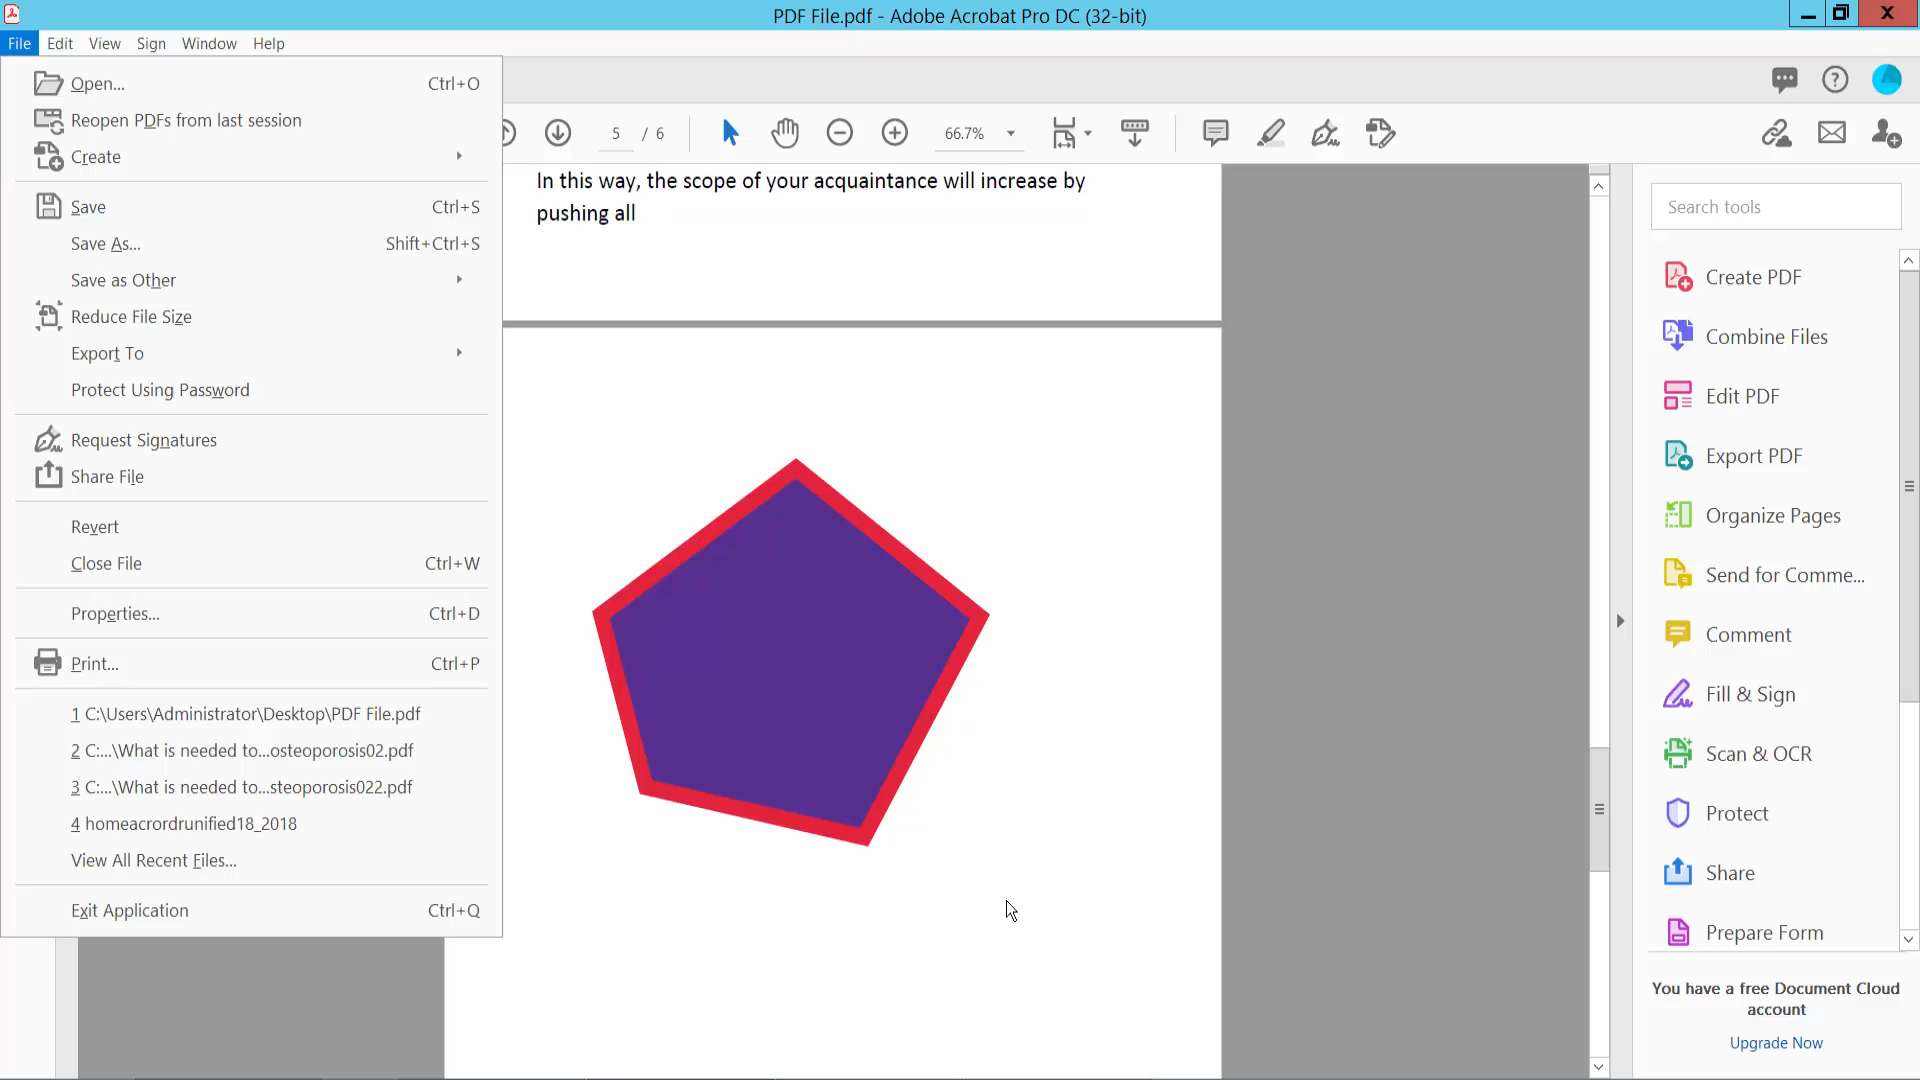 PDF File.pdf - Adobe Acrobat Pro DC (32-bit)
File Edit View Sign Window Help
Open... Ctrl+O
Reopen PDFs from last session
Create
Save Ctrl+S
Save As... Shift+Ctrl+S
Save as Other
Reduce File Size
Export To
Protect Using Password
Request Signatures
Share File
Revert
Close File Ctrl+W
Properties... Ctrl+D
Print... Ctrl+P
1 C:\Users\Administrator\Desktop\PDF File.pdf
2 C:...\What is needed to...osteoporosis02.pdf
3 C:...\What is needed to...steoporosis022.pdf
4 homeacrordrunified18_2018
View All Recent Files...
Exit Application Ctrl+Q
5 / 6
66.7%
In this way, the scope of your acquaintance will increase by
pushing all
Search tools
Create PDF
Combine Files
Edit PDF
Export PDF
Organize Pages
Send for Comme...
Comment
Fill & Sign
Scan & OCR
Protect
Share
Prepare Form
You have a free Document Cloud
account
Upgrade Now